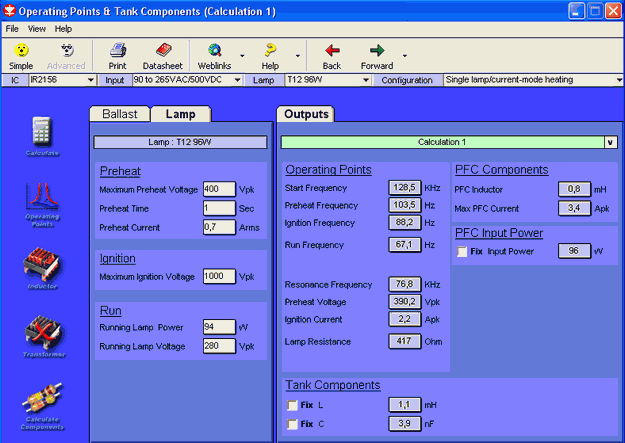 Operating Points & Tank Components (Calculation 1)
File View Help
Simple Advanced Print Datasheet Weblinks Help Back Forward
IC IR2156 Input 90 to 265VAC/500VDC Lamp T12 96W Configuration Single lamp/current-mode heating
Calculate
Operating Points
Inductor
Transformer
Calculate Components
Ballast Lamp
Lamp : T12 96W
Preheat
Maximum Preheat Voltage 400 Vpk
Preheat Time 1 Sec
Preheat Current 0,7 Arms
Ignition
Maximum Ignition Voltage 1000 Vpk
Run
Running Lamp Power 94 W
Running Lamp Voltage 280 Vpk
Outputs
Calculation 1 v
Operating Points
Start Frequency 128,5 KHz
Preheat Frequency 103,5 Hz
Ignition Frequency 88,2 Hz
Run Frequency 67,1 Hz
Resonance Frequency 76,8 KHz
Preheat Voltage 390,2 Vpk
Ignition Current 2,2 Apk
Lamp Resistance 417 Ohm
PFC Components
PFC Inductor 0,8 mH
Max PFC Current 3,4 Apk
PFC Input Power
Fix Input Power 96 W
Tank Components
Fix L 1,1 mH
Fix C 3,9 nF